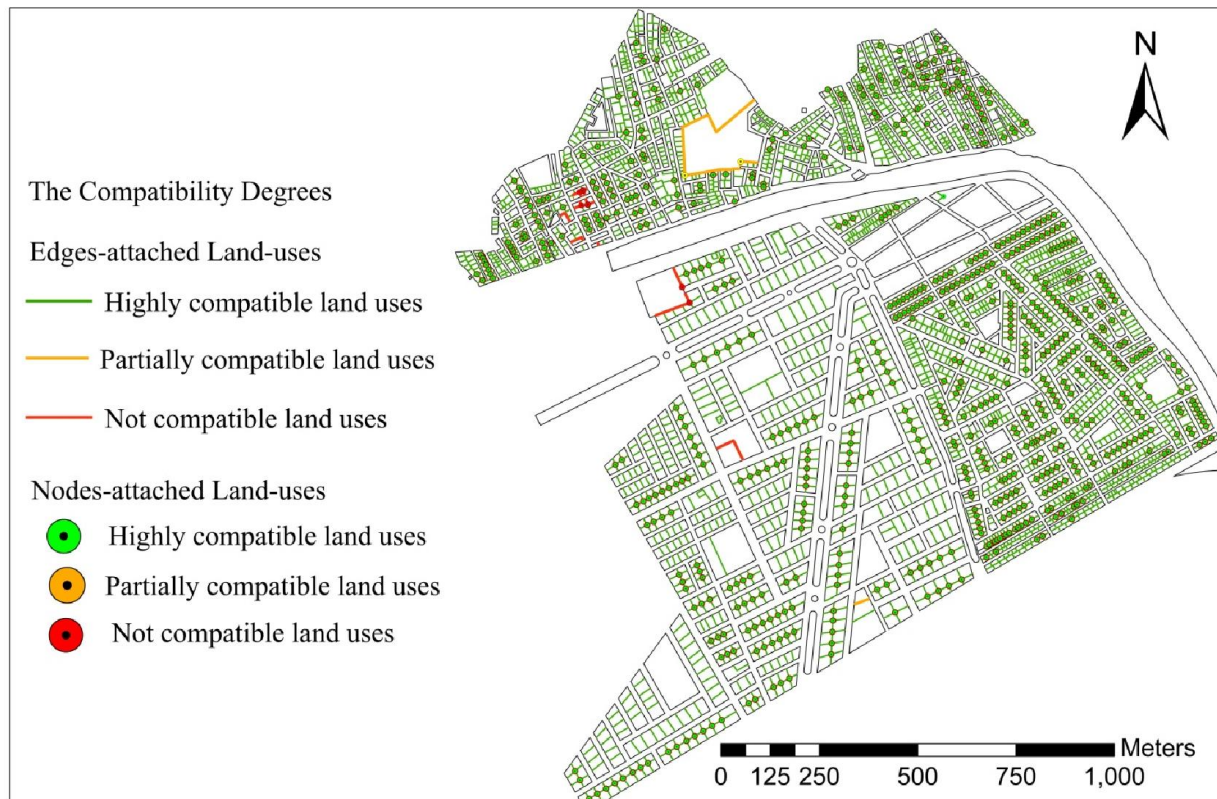 N
The Compatibility Degrees
Edges-attached Land-uses
Highly compatible land uses
Partially compatible land uses
Not compatible land uses
Nodes-attached Land-uses
Highly compatible land uses
Partially compatible land uses
Not compatible land uses
Meters
0 125 250 500 750 1,000